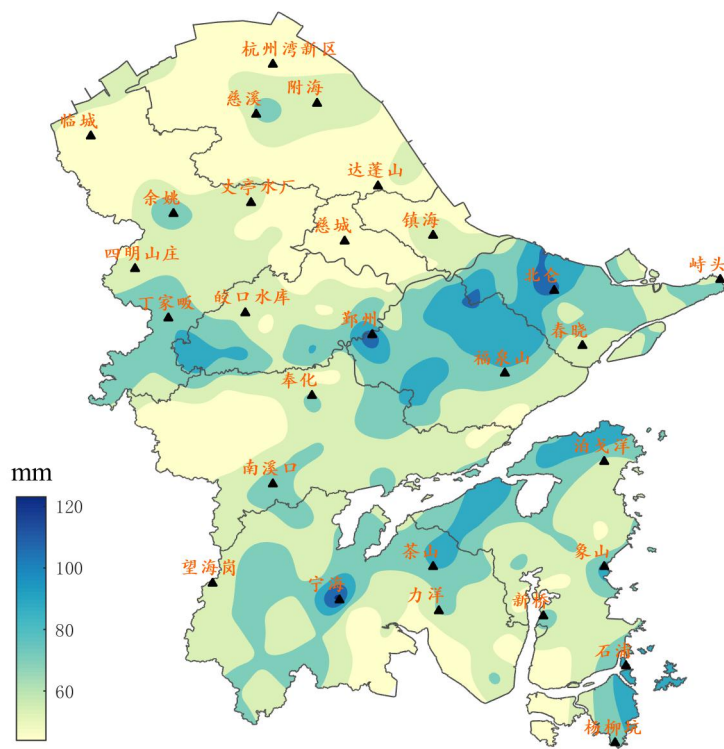 杭州湾新区
附海
慈溪
临城
达蓬山
丈亭水厂
余姚
镇海
慈城
四明山庄
峙头
北仑
丁家畈
皎口水库
鄞州
春晓
福泉山
奉化
泊戈洋
南溪口
mm
120
茶山
象山
望海岗
100
宁海
力洋
新桥
80
石浦
60
杨柳坑